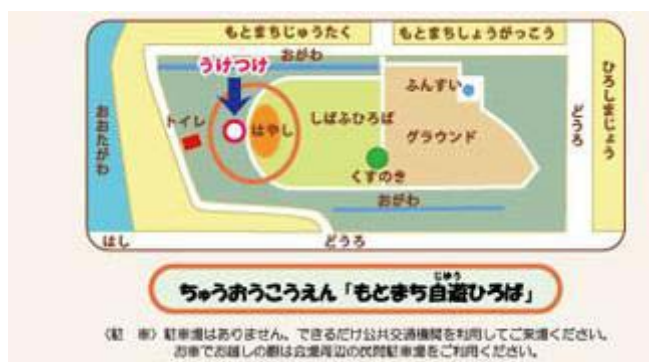 もとまちじゅうたく
もとまちしょうがっこう
おがわ
うけつけ
ふんすい
ひろしまじょう
おおたがわ
トイレ
はやし
しばふひろば
グラウンド
どうろ
くすのき
おがわ
はし
どうろ
じゆう
ちゅうおうこうえん「もとまち自遊ひろば」
〈駐 車〉駐車場はありません。できるだけ公共交通機関を利用してご来場ください。
お車でお越しの際は会場周辺の民間駐車場をご利用ください。